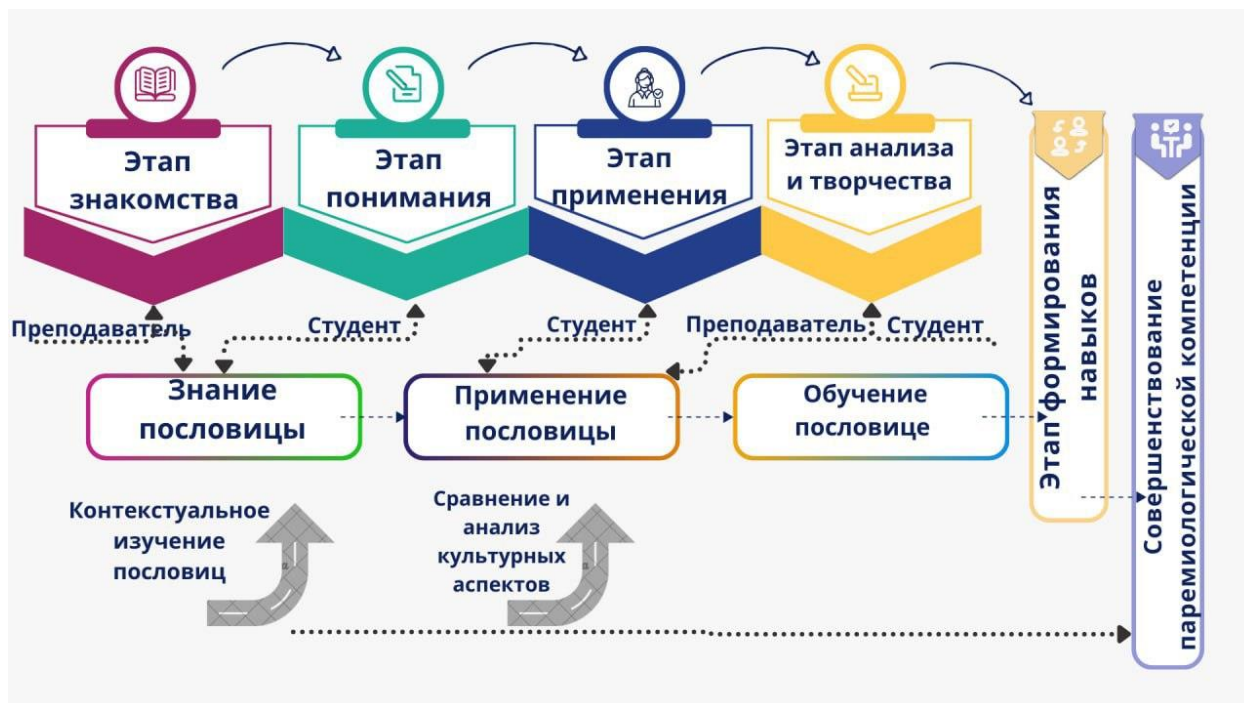 Этап
знакомства
Этап
понимания
Этап
применения
Этап анализа
и творчества
Преподаватель
Студент
Студент
Преподаватель
Студент
Знание
пословицы
Применение
пословицы
Обучение
пословице
Контекстуальное
изучение
пословиц
Сравнение и
анализ
культурных
аспектов
Этап формирования
навыков
Совершенствование
паремиологической компетенции